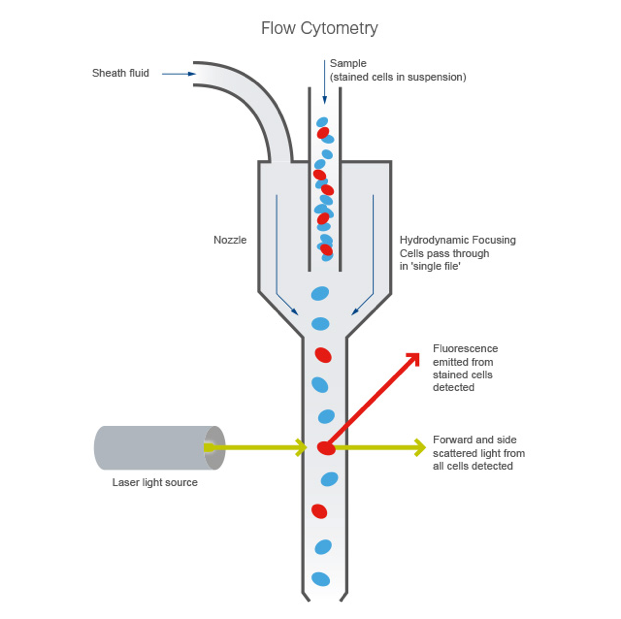 Flow Cytometry
Sheath fluid
Sample
(stained cells in suspension)
Nozzle
Hydrodynamic Focusing
Cells pass through
in 'single file'
Fluorescence
emitted from
stained cells
detected
Forward and side
scattered light from
all cells detected
Laser light source